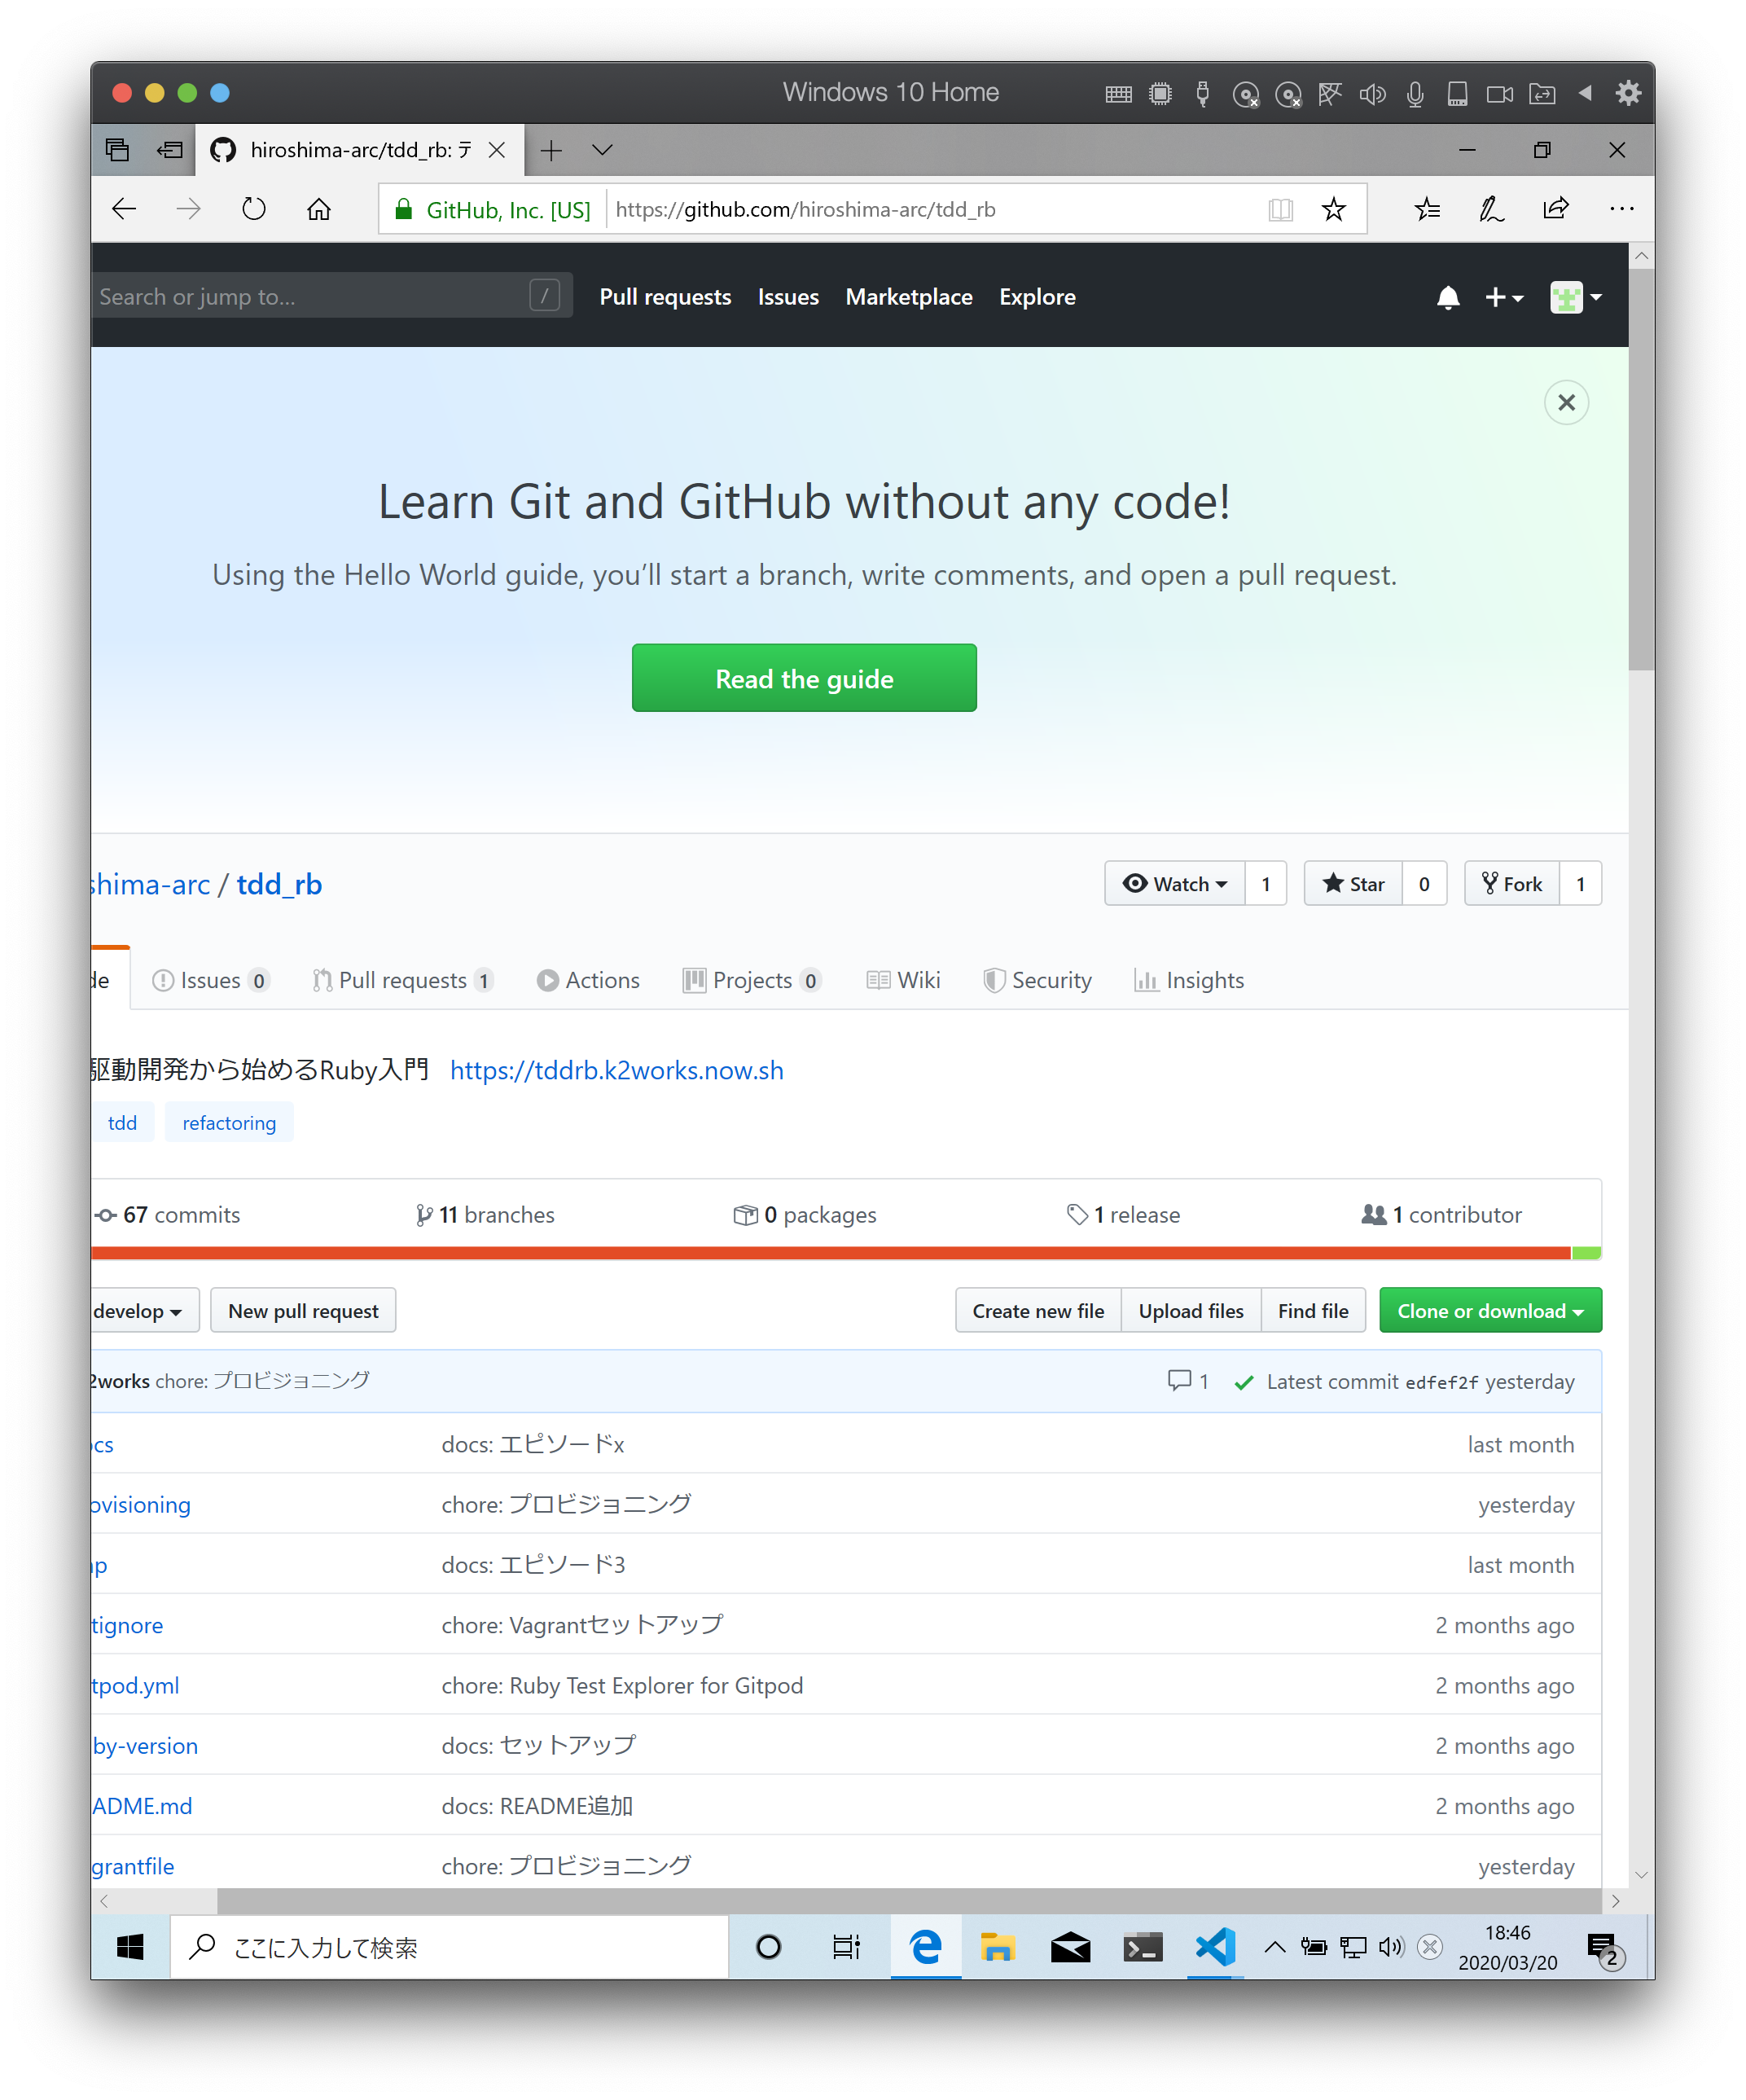 Windows 10 Home
hiroshima-arc/tdd_rb: テ
GitHub, Inc. [US] https://github.com/hiroshima-arc/tdd_rb
Search or jump to... / Pull requests Issues Marketplace Explore
Learn Git and GitHub without any code!
Using the Hello World guide, you’ll start a branch, write comments, and open a pull request.
Read the guide
shima-arc / tdd_rb Watch 1 Star 0 Fork 1
de Issues 0 Pull requests 1 Actions Projects 0 Wiki Security Insights
駆動開発から始めるRuby入門 https://tddrb.k2works.now.sh
tdd refactoring
67 commits 11 branches 0 packages 1 release 1 contributor
develop New pull request Create new file Upload files Find file Clone or download
2works chore: プロビジョニング 1 Latest commit edfef2f yesterday
ocs docs: エピソードx last month
ovisioning chore: プロビジョニング yesterday
np docs: エピソード3 last month
tignore chore: Vagrantセットアップ 2 months ago
tpod.yml chore: Ruby Test Explorer for Gitpod 2 months ago
by-version docs: セットアップ 2 months ago
ADME.md docs: README追加 2 months ago
grantfile chore: プロビジョニング yesterday
ここに入力して検索 18:46
2020/03/20 2